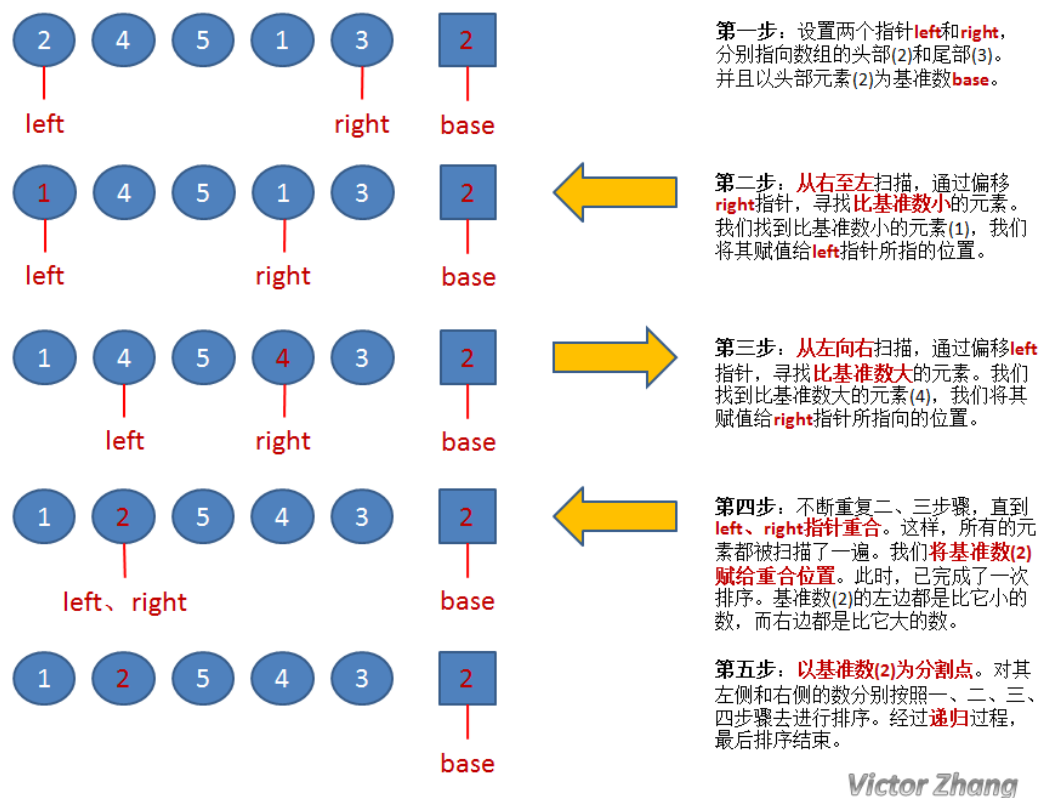 2 4 5 1 3 2
left right base
第一步：设置两个指针left和right，
分别指向数组的头部(2)和尾部(3)。
并且以头部元素(2)为基准数base。
1 4 5 1 3 2
left right base
第二步：从右至左扫描，通过偏移
right指针，寻找比基准数小的元素。
我们找到比基准数小的元素(1)，我们
将其赋值给left指针所指的位置。
1 4 5 4 3 2
left right base
第三步：从左向右扫描，通过偏移left
指针，寻找比基准数大的元素。我们
找到比基准数大的元素(4)，我们将其
赋值给right指针所指向的位置。
1 2 5 4 3 2
left、right base
第四步：不断重复二、三步骤，直到
left、right指针重合。这样，所有的元
素都被扫描了一遍。我们将基准数(2)
赋给重合位置。此时，已完成了一次
排序。基准数(2)的左边都是比它小的
数，而右边都是比它大的数。
1 2 5 4 3 2
base
第五步：以基准数(2)为分割点。对其
左侧和右侧的数分别按照一、二、三、
四步骤去进行排序。经过递归过程，
最后排序结束。
Victor Zhang